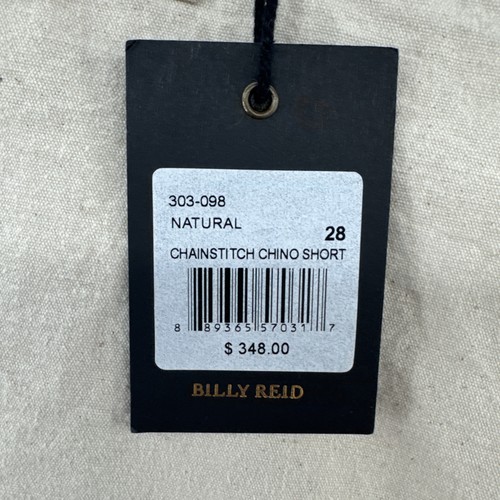 303-098
NATURAL
28
CHAINSTITCH CHINO SHORT
8 89365 57031 7
$ 348.00
BILLY REID